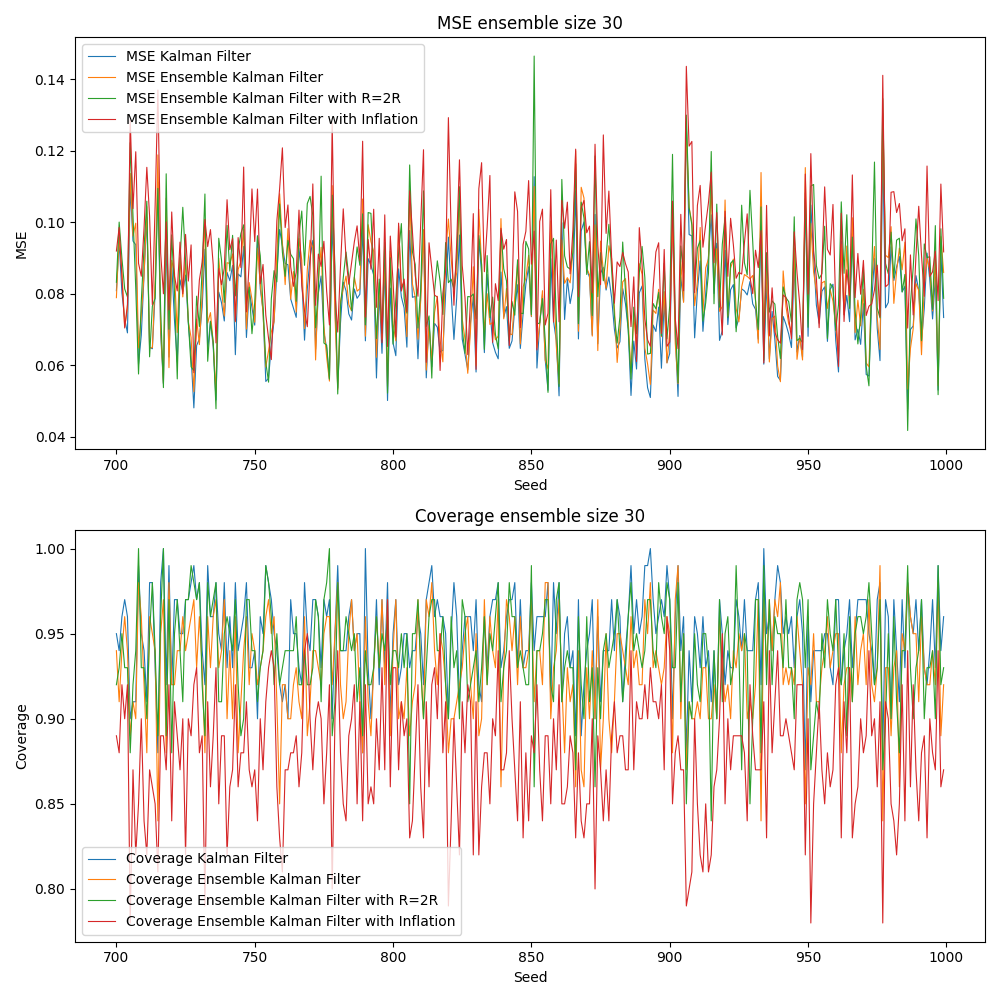 MSE ensemble size 30
MSE Kalman Filter
MSE Ensemble Kalman Filter
MSE Ensemble Kalman Filter with R=2R
MSE Ensemble Kalman Filter with Inflation
0.14
0.12
0.10
0.08
0.06
0.04
MSE
700 750 800 850 900 950 1000
Seed
Coverage ensemble size 30
1.00
0.95
0.90
0.85
0.80
Coverage
Coverage Kalman Filter
Coverage Ensemble Kalman Filter
Coverage Ensemble Kalman Filter with R=2R
Coverage Ensemble Kalman Filter with Inflation
700 750 800 850 900 950 1000
Seed